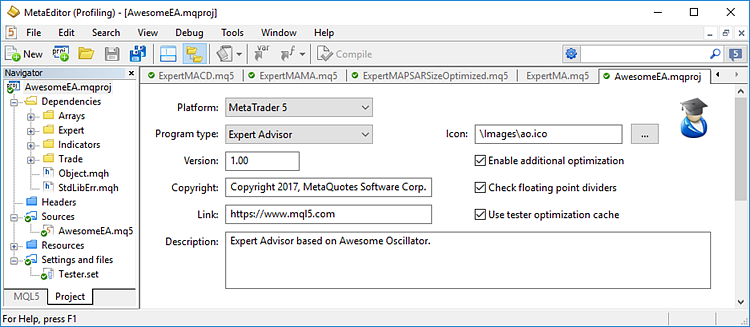 MetaEditor (Profiling) - [AwesomeEA.mqproj]
5 File Edit Search View Debug Tools Window Help
New proj var f Compile 5
Navigator
AwesomeEA.mqproj
Dependencies
Arrays
Expert
Indicators
Trade
h Object.mqh
h StdLibErr.mqh
Headers
Sources
AwesomeEA.mq5
Resources
Settings and files
Tester.set
MQL5 Project
ExpertMACD.mq5 ExpertMAMA.mq5 ExpertMAPSARSizeOptimized.mq5 ExpertMA.mq5 AwesomeEA.mqproj
Platform: MetaTrader 5
Program type: Expert Advisor Icon: \Images\ao.ico ...
Version: 1.00 Enable additional optimization
Copyright: Copyright 2017, MetaQuotes Software Corp. Check floating point dividers
Link: https://www.mql5.com Use tester optimization cache
Description: Expert Advisor based on Awesome Oscillator.
For Help, press F1